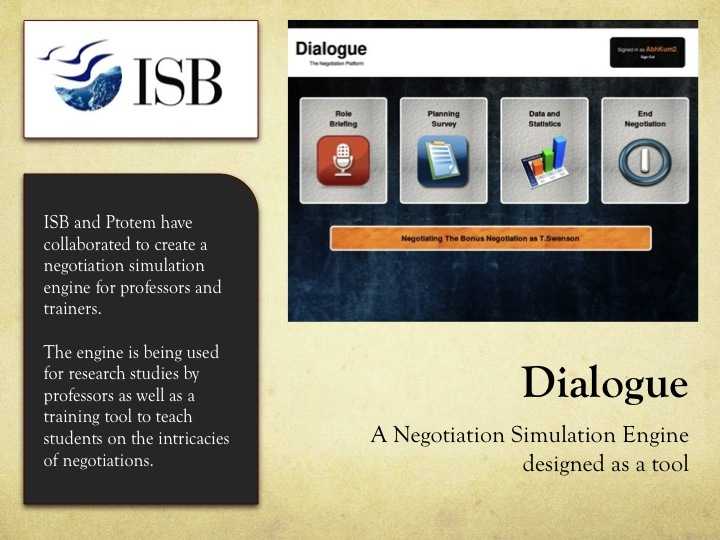 ISB
Dialogue
The Negotiation Platform
Signed in as AbhKum2
Sign Out
Role
Briefing
Planning
Survey
Data and
Statistics
End
Negotiation
Negotiating The Bonus Negotiation as T.Swenson
ISB and Ptotem have
collaborated to create a
negotiation simulation
engine for professors and
trainers.
The engine is being used
for research studies by
professors as well as a
training tool to teach
students on the intricacies
of negotiations.
Dialogue
A Negotiation Simulation Engine
designed as a tool